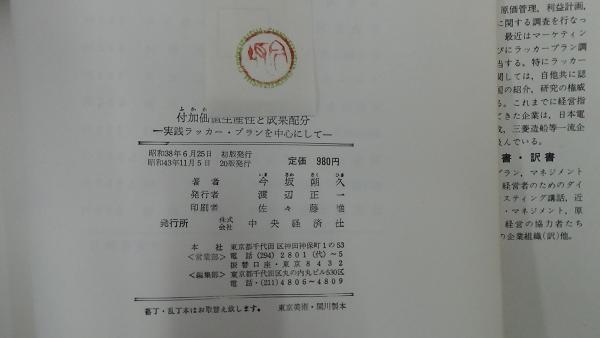 付加価値生産性と成果配分
―実践ラッカー・プランを中心にして―
昭和38年6月25日 初版発行
昭和43年11月5日 20版発行
定価 980円
著者 今坂朔久
発行者 渡辺正一
印刷者 佐々藤雄
発行所 株式会社 中央経済社
本社 東京都千代田区神田神保町1の53
<営業部> 電話(294)2801(代)~5
振替口座・東京8432
<編集部> 東京都千代田区丸の内丸ビル530区
電話・(211)4806~4809
落丁・乱丁本はお取替え致します。 東京美術・関川製本
原価管理、利益計画,
に関する調査を行なっ
最近はマーケティン
びにラッカープラン調
当する。特にラッカー
関しては、自他共に認
国の紹介、研究の権威
る。これまでに経営指
てきた企業は、日本電
気、三菱造船等一流企
及んでいる。
書・訳書
プラン, マネジメント
経営者のためのダイ
スティング講話, 近
・マネジメント, 原
経営の協力者たち
の企業組織(訳)他。